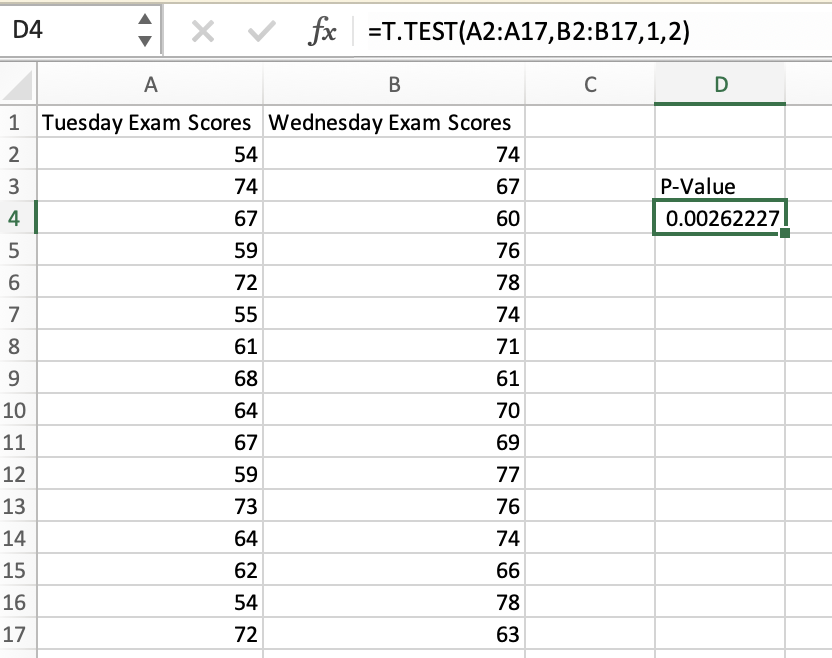 D4 fx =T.TEST(A2:A17,B2:B17,1,2)
A B C D
1 Tuesday Exam Scores Wednesday Exam Scores
2 54 74
3 74 67 P-Value
4 67 60 0.00262227
5 59 76
6 72 78
7 55 74
8 61 71
9 68 61
10 64 70
11 67 69
12 59 77
13 73 76
14 64 74
15 62 66
16 54 78
17 72 63